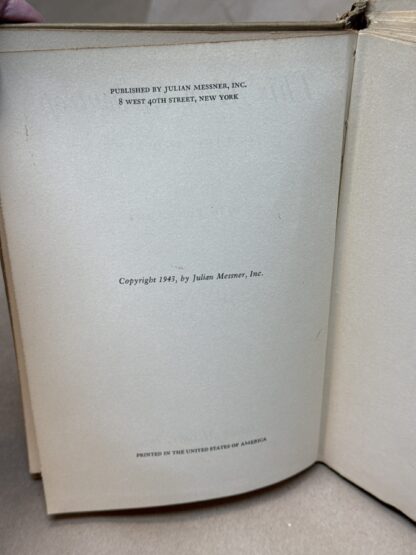 PUBLISHED BY JULIAN MESSNER, INC.
8 WEST 40TH STREET, NEW YORK
Copyright 1945, by Julian Messner, Inc.
PRINTED IN THE UNITED STATES OF AMERICA